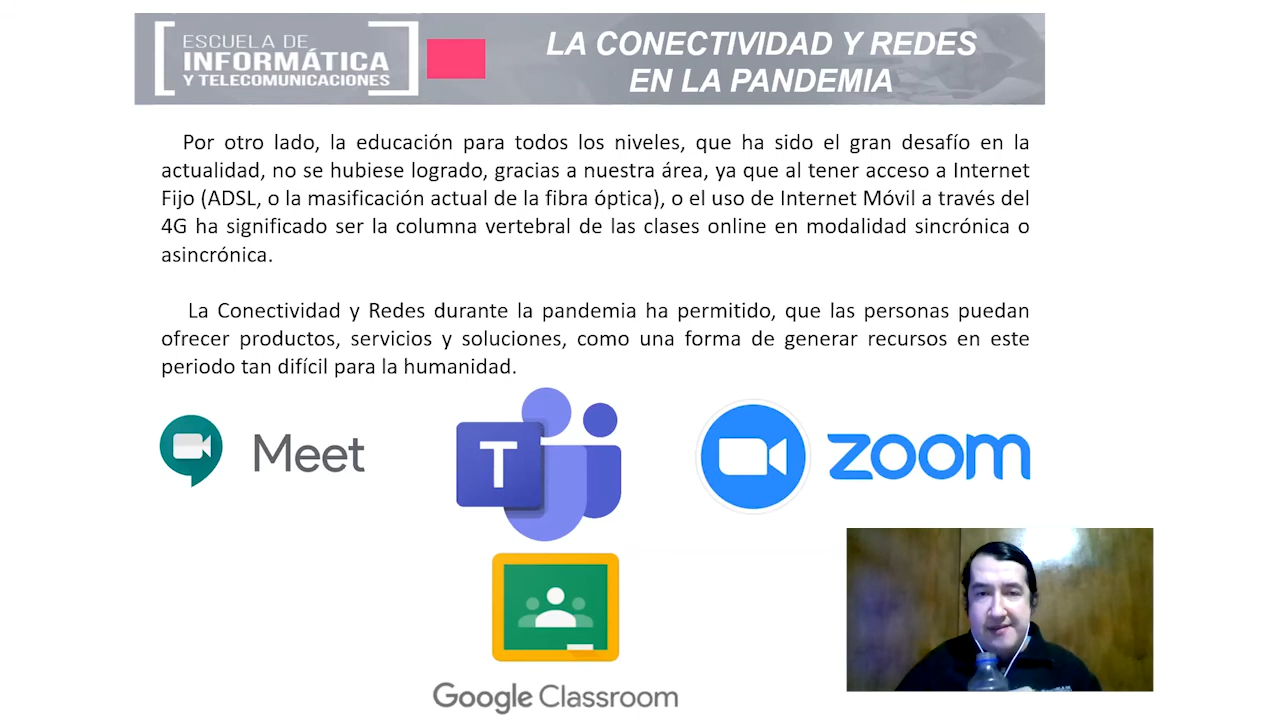 ESCUELA DE
INFORMÁTICA
Y TELECOMUNICACIONES
LA CONECTIVIDAD Y REDES
EN LA PANDEMIA
Por otro lado, la educación para todos los niveles, que ha sido el gran desafío en la
actualidad, no se hubiese logrado, gracias a nuestra área, ya que al tener acceso a Internet
Fijo (ADSL, o la masificación actual de la fibra óptica), o el uso de Internet Móvil a través del
4G ha significado ser la columna vertebral de las clases online en modalidad sincrónica o
asincrónica.
La Conectividad y Redes durante la pandemia ha permitido, que las personas puedan
ofrecer productos, servicios y soluciones, como una forma de generar recursos en este
periodo tan difícil para la humanidad.
Meet
T
zoom
Google Classroom